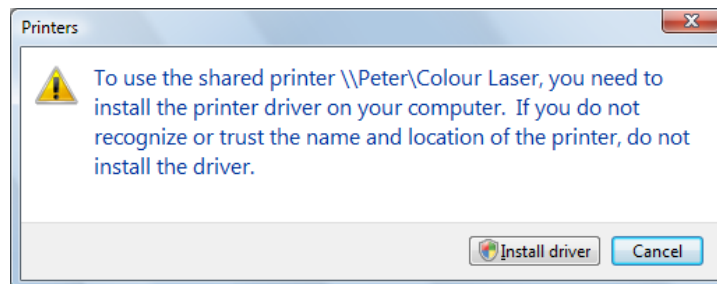 Printers
To use the shared printer \\Peter\Colour Laser, you need to
install the printer driver on your computer.  If you do not
recognize or trust the name and location of the printer, do not
install the driver.
Install driver Cancel